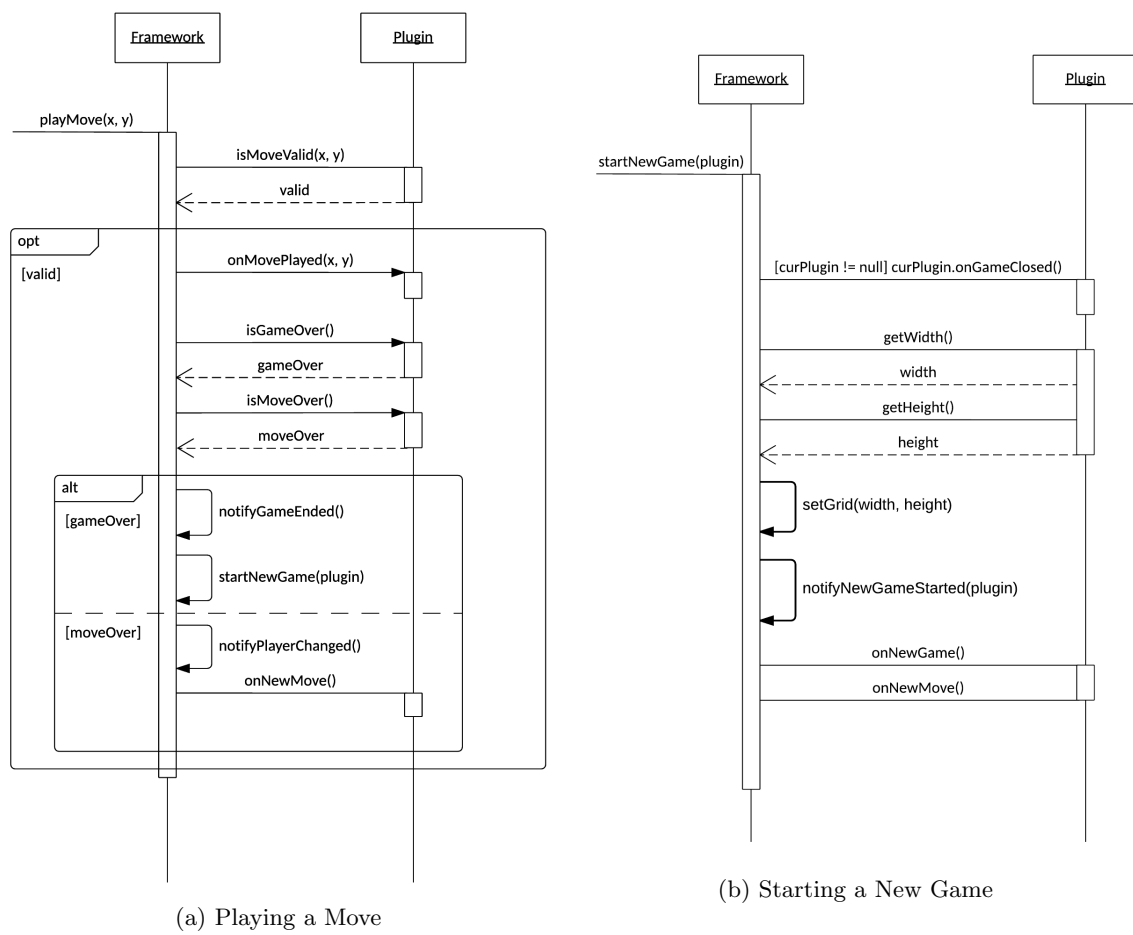 Framework
Plugin
playMove(x, y)
isMoveValid(x, y)
valid
opt
[valid]
onMovePlayed(x, y)
isGameOver()
gameOver
isMoveOver()
moveOver
alt
[gameOver]
notifyGameEnded()
startNewGame(plugin)
[moveOver]
notifyPlayerChanged()
onNewMove()
(a) Playing a Move
Framework
Plugin
startNewGame(plugin)
[curPlugin != null] curPlugin.onGameClosed()
getWidth()
width
getHeight()
height
setGrid(width, height)
notifyNewGameStarted(plugin)
onNewGame()
onNewMove()
(b) Starting a New Game